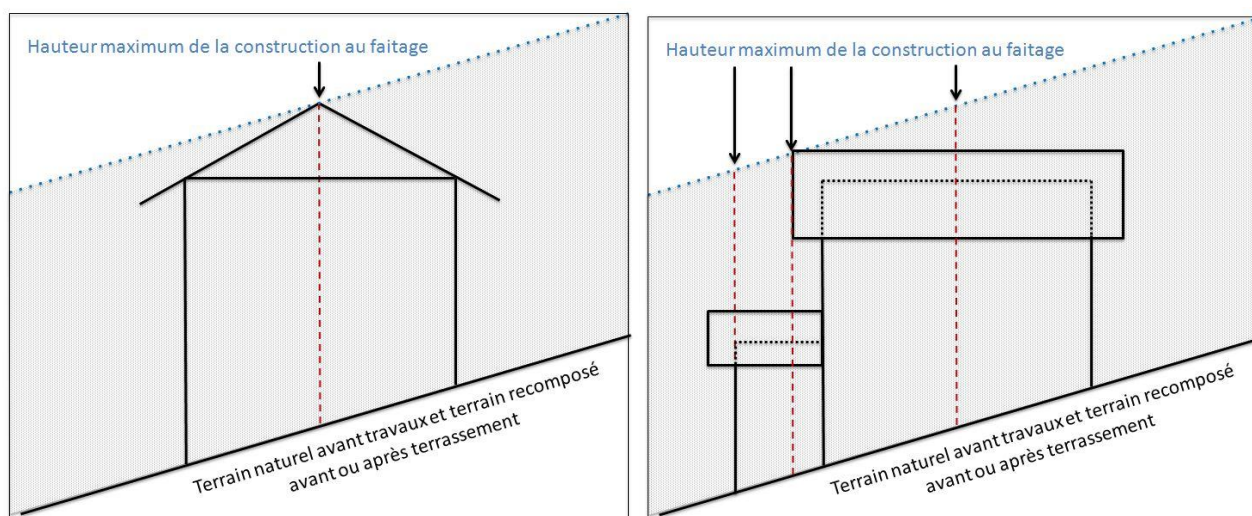 Hauteur maximum de la construction au faitage
Terrain naturel avant travaux et terrain recomposé
avant ou après terrassement
Hauteur maximum de la construction au faitage
Terrain naturel avant travaux et terrain recomposé
avant ou après terrassement